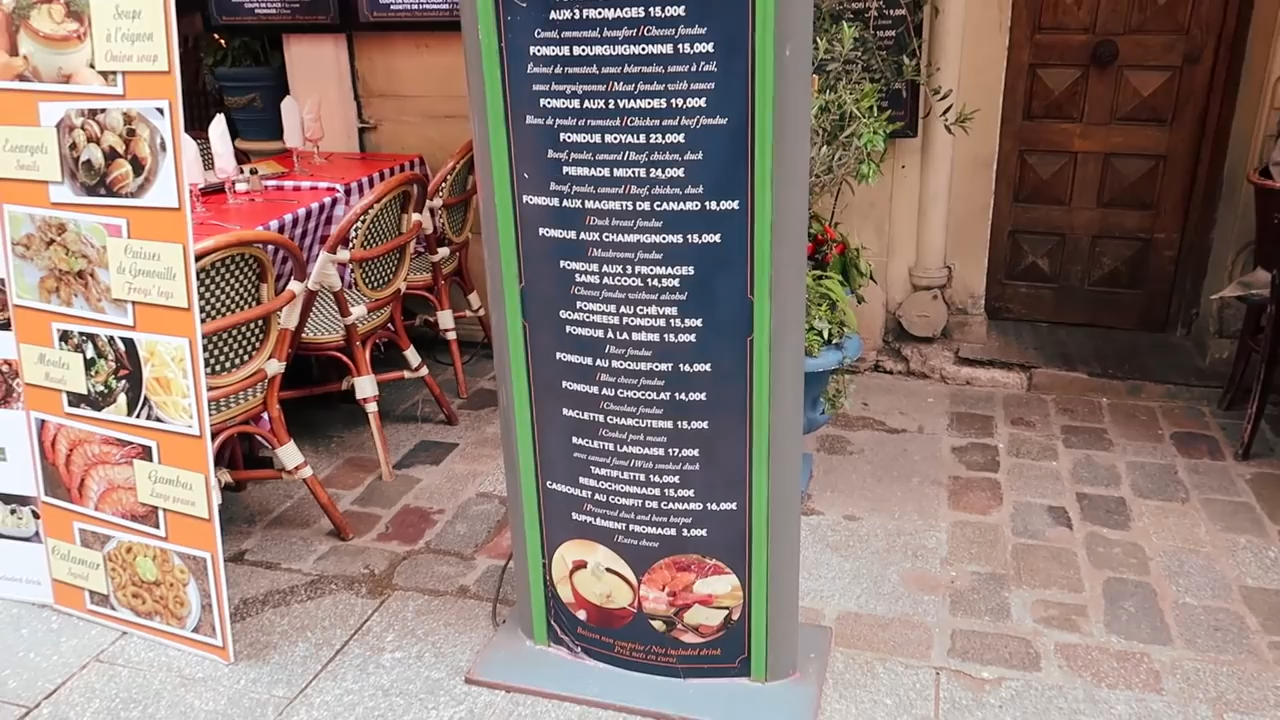 Soupe
à l'oignon
Onion soup
Escargots
Snails
Cuisses
de Grenouille
Frogs' legs
Moules
Mussels
Gambas
Large prawn
Calamar
Squid
included drink
COUPE DE GLACE
AUX 3 FROMAGES 15,00€
Comté, emmental, beaufort / Cheeses fondue
FONDUE BOURGUIGNONNE 15,00€
Émincé de rumsteck, sauce béarnaise, sauce à l'ail,
sauce bourguignonne / Meat fondue with sauces
FONDUE AUX 2 VIANDES 19,00€
Blanc de poulet et rumsteck / Chicken and beef fondue
FONDUE ROYALE 23,00€
Boeuf, poulet, canard / Beef, chicken, duck
PIERRADE MIXTE 24,00€
Boeuf, poulet, canard / Beef, chicken, duck
FONDUE AUX MAGRETS DE CANARD 18,00€
/Duck breast fondue
FONDUE AUX CHAMPIGNONS 15,00€
/Mushrooms fondue
FONDUE AUX 3 FROMAGES
SANS ALCOOL 14,50€
/Cheeses fondue without alcohol
FONDUE AU CHÈVRE
GOATCHEESE FONDUE 15,50€
FONDUE À LA BIÈRE 15,00€
/Beer fondue
FONDUE AU ROQUEFORT 16,00€
/Blue cheese fondue
FONDUE AU CHOCOLAT 14,00€
/Chocolate fondue
RACLETTE CHARCUTERIE 15,00€
/Cooked pork meats
RACLETTE LANDAISE 17,00€
avec canard fumé / With smoked duck
TARTIFLETTE 16,00€
REBLOCHONNADE 15,00€
CASSOULET AU CONFIT DE CANARD 16,00€
/Preserved duck and been hotpot
SUPPLÉMENT FROMAGE 3,00€
/Extra cheese
Boisson non comprise / Not included drink
Prix nets en euros